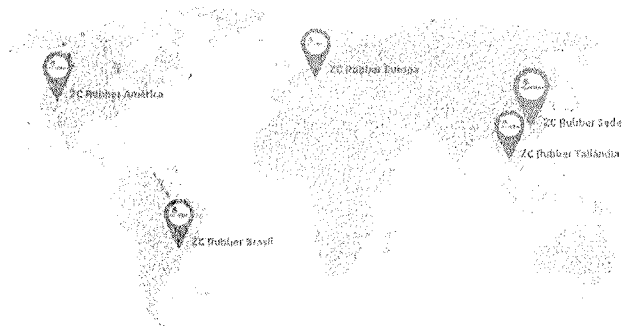 ZC Rubber Europa
ZC Rubber América
ZC Rubber Sede
ZC Rubber Tailândia
ZC Rubber Brasil